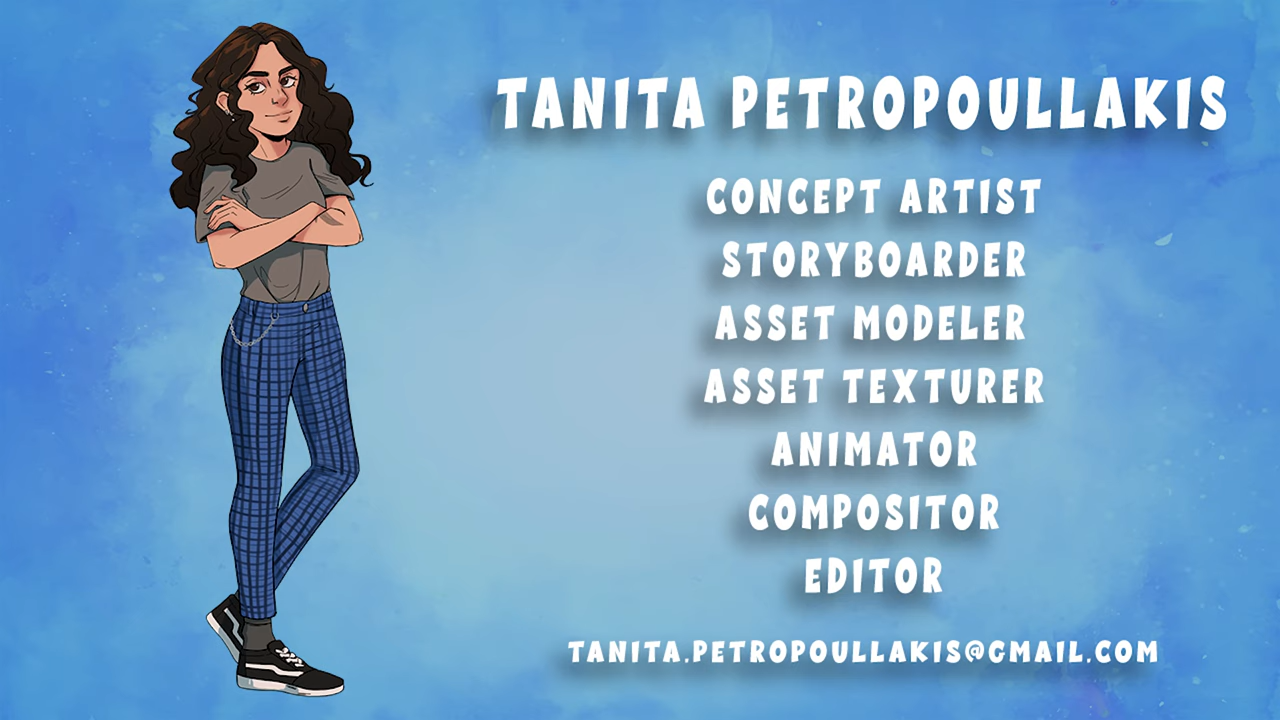 TANITA PETROPOULLAKIS
CONCEPT ARTIST
STORYBOARDER
ASSET MODELER
ASSET TEXTURER
ANIMATOR
COMPOSITOR
EDITOR
TANITA.PETROPOULLAKIS@GMAIL.COM